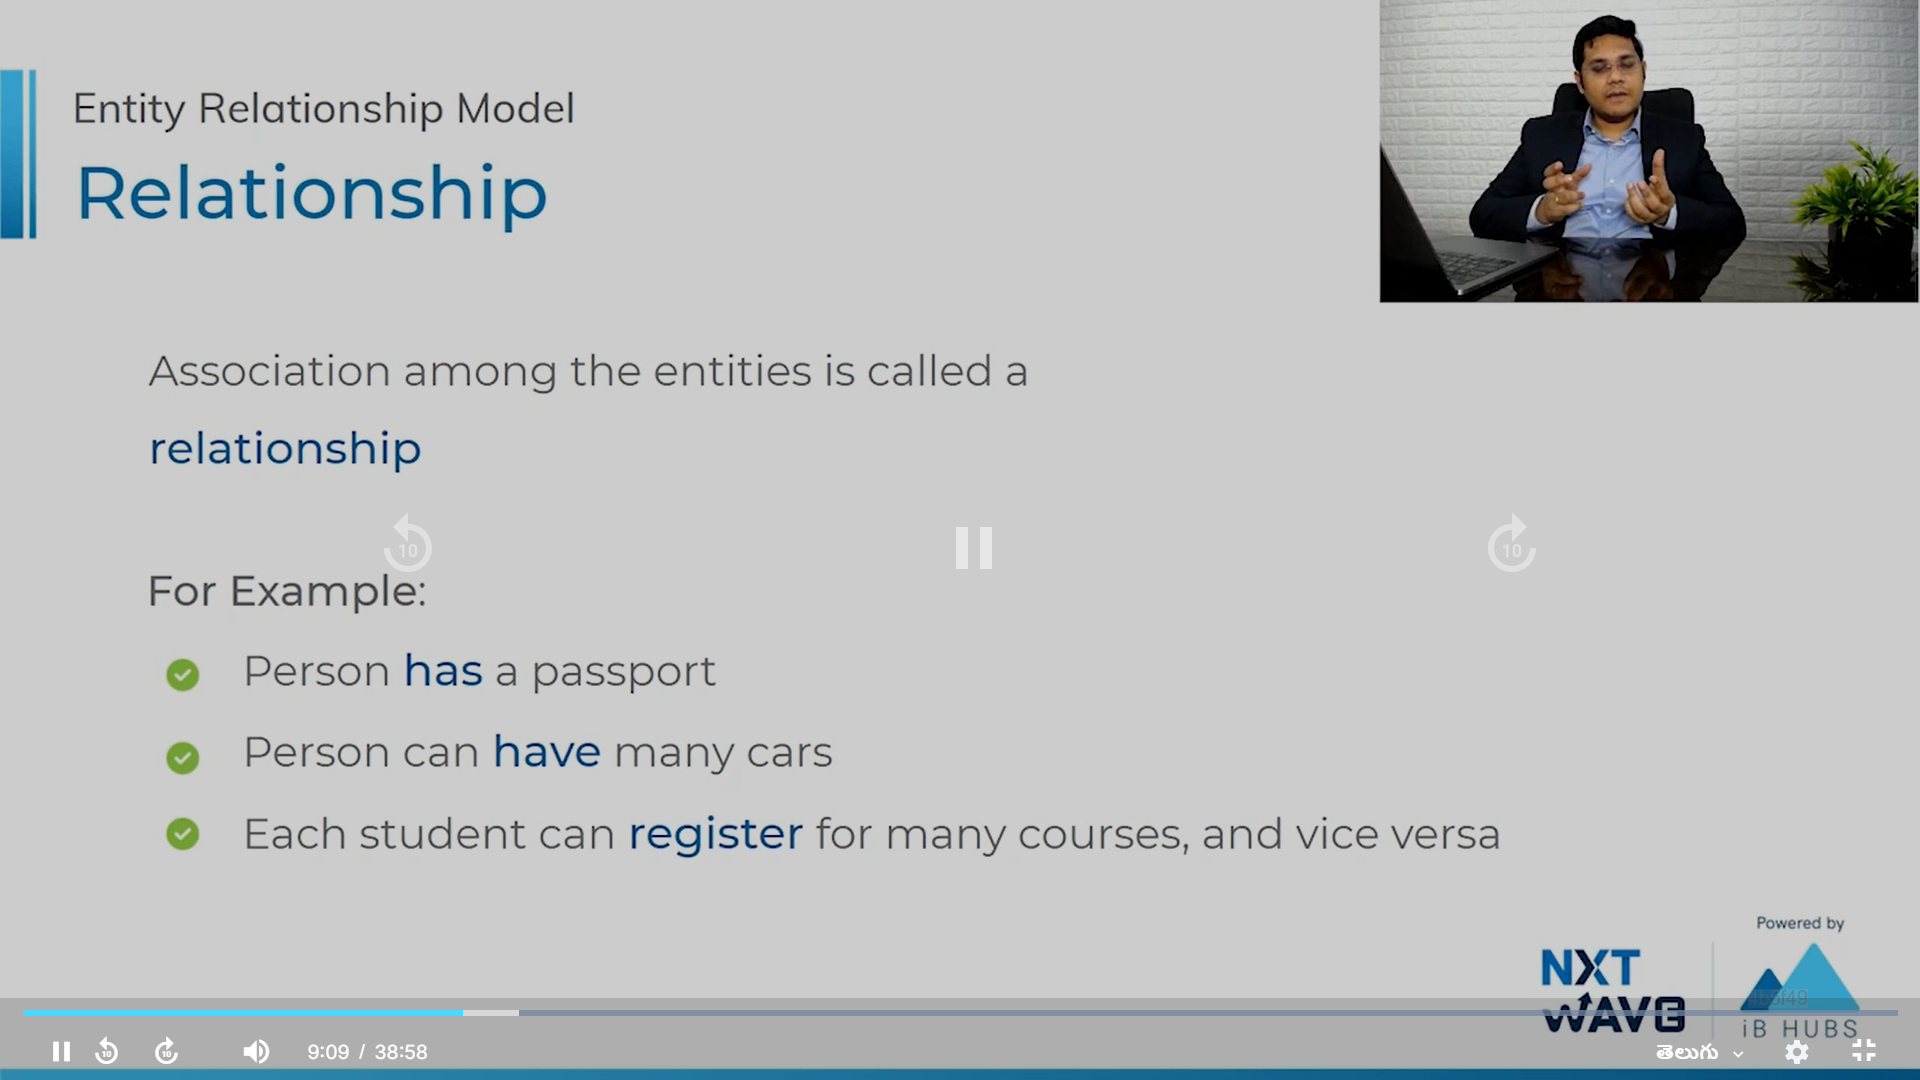 Entity Relationship Model
Relationship
Association among the entities is called a
relationship
For Example:
Person has a passport
Person can have many cars
Each student can register for many courses, and vice versa
Powered by
NXT
WAVE
iB HUBS
10
10
10
10
9:09 / 38:58
తెలుగు